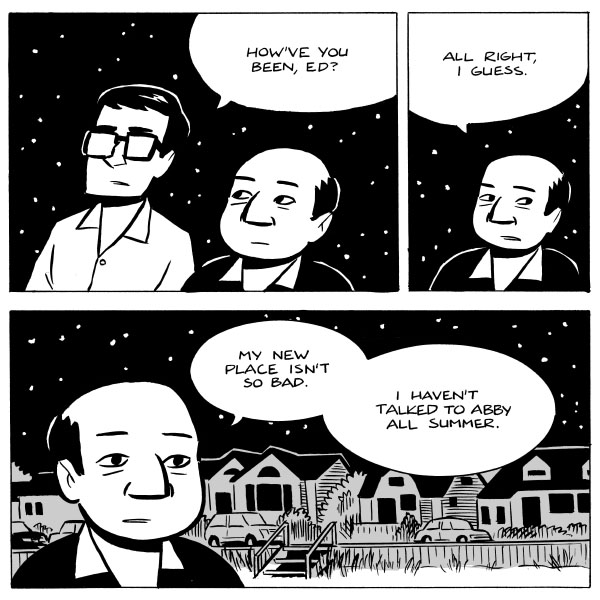 HOW'VE YOU
BEEN, ED?
ALL RIGHT,
I GUESS.
MY NEW
PLACE ISN'T
SO BAD.
I HAVEN'T
TALKED TO ABBY
ALL SUMMER.